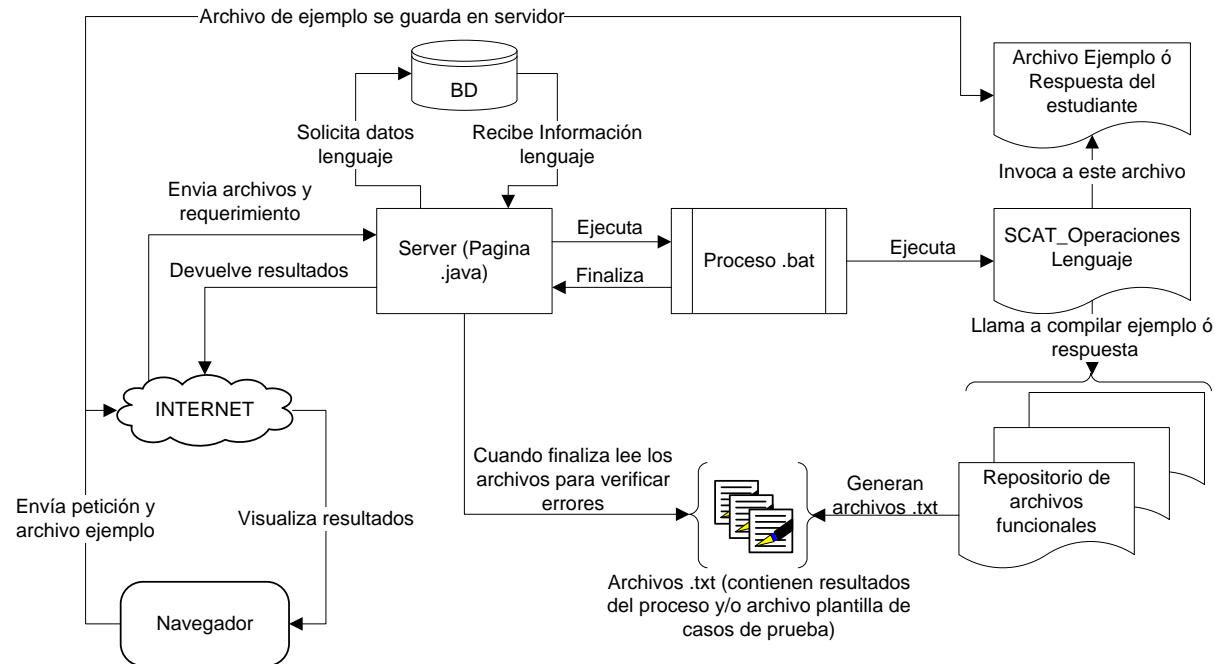 Archivo de ejemplo se guarda en servidor
BD
Archivo Ejemplo ó
Respuesta del
estudiante
Solicita datos
lenguaje
Recibe Información
lenguaje
Invoca a este archivo
Envia archivos y
requerimiento
Server (Pagina
.java)
Ejecuta
Finaliza
Proceso .bat
Ejecuta
SCAT_Operaciones
Lenguaje
Devuelve resultados
Llama a compilar ejemplo ó
respuesta
INTERNET
Cuando finaliza lee los
archivos para verificar
errores
Generan
archivos .txt
Repositorio de
archivos
funcionales
Envía petición y
archivo ejemplo
Visualiza resultados
Archivos .txt (contienen resultados
del proceso y/o archivo plantilla de
casos de prueba)
Navegador